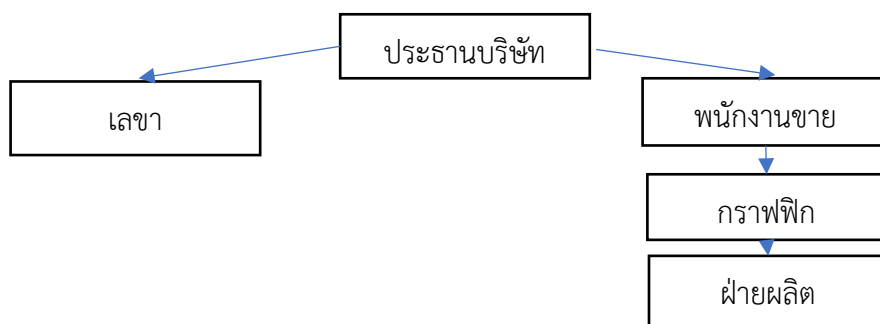 ประธานบริษัท
เลขา
พนักงานขาย
กราฟฟิก
ฝ่ายผลิต